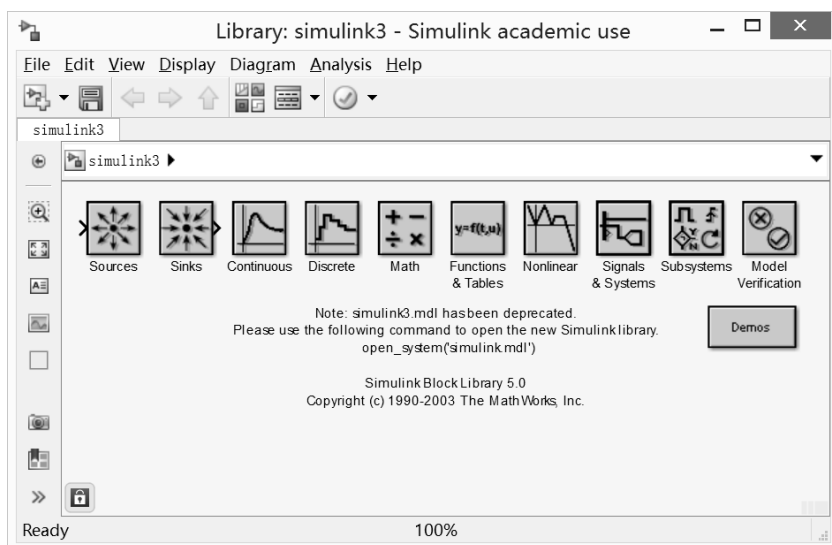 Library: simulink3 - Simulink academic use
File Edit View Display Diagram Analysis Help
simulink3
simulink3
y=f(t,u)
Sources Sinks Continuous Discrete Math Functions & Tables Nonlinear Signals & Systems Subsystems Model Verification
Note: simulink3.mdl has been deprecated.
Please use the following command to open the new Simulink library.
open_system('simulink.mdl')
Demos
Simulink Block Library 5.0
Copyright (c) 1990-2003 The MathWorks, Inc.
Ready 100%